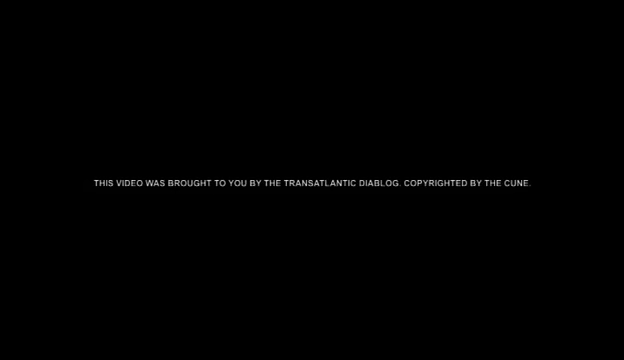 THIS VIDEO WAS BROUGHT TO YOU BY THE TRANSATLANTIC DIABLOG. COPYRIGHTED BY THE CUNE.